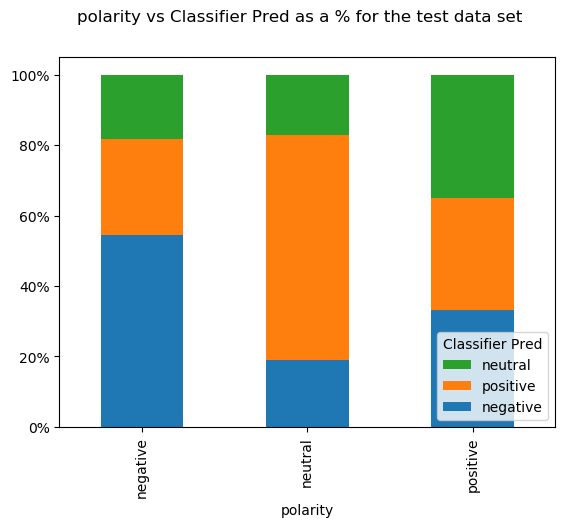 polarity vs Classifier Pred as a % for the test data set
100%
80%
60%
40%
20%
0%
Classifier Pred
neutral
positive
negative
negative
neutral
positive
polarity